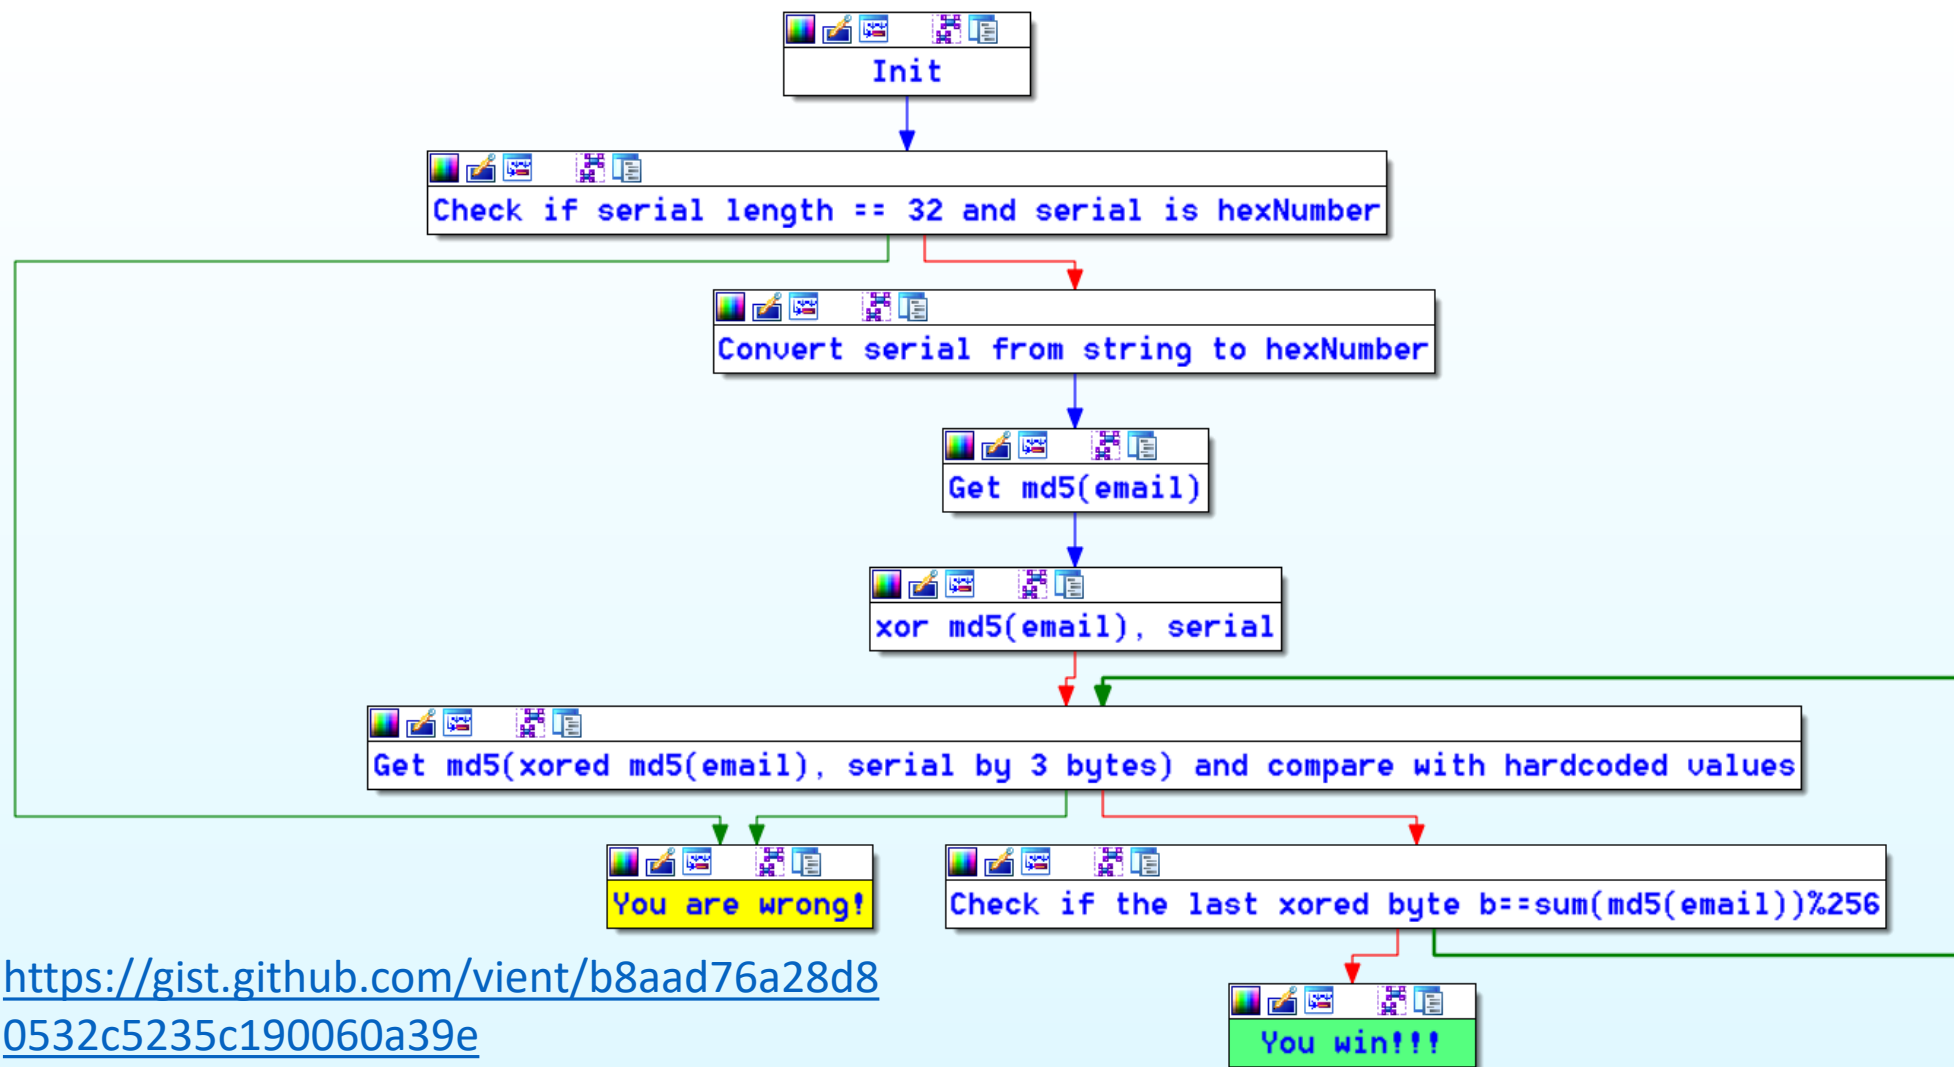 Init
Check if serial length == 32 and serial is hexNumber
Convert serial from string to hexNumber
Get md5(email)
xor md5(email), serial
Get md5(xored md5(email), serial by 3 bytes) and compare with hardcoded values
You are wrong!
Check if the last xored byte b==sum(md5(email))%256
https://gist.github.com/vient/b8aad76a28d8
0532c5235c190060a39e
You win!!!